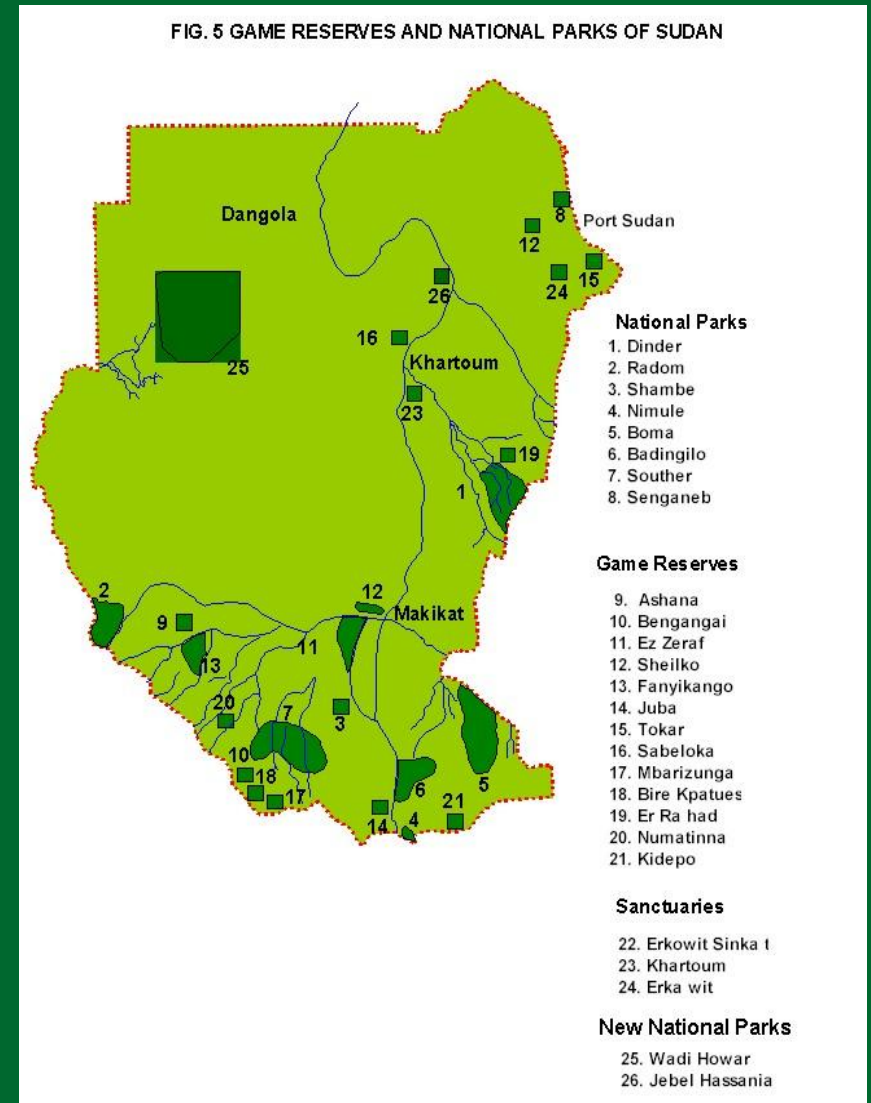 FIG. 5 GAME RESERVES AND NATIONAL PARKS OF SUDAN
Dangola
8
Port Sudan
12
24
15
26
25
16
Khartoum
23
19
1
2
12
Makikat
9
11
13
20
7
3
10
18
17
6
5
14
4
21
National Parks
1. Dinder
2. Radom
3. Shambe
4. Nimule
5. Boma
6. Badingilo
7. Souther
8. Senganeb
Game Reserves
9. Ashana
10. Bengangai
11. Ez Zeraf
12. Sheilko
13. Fanyikango
14. Juba
15. Tokar
16. Sabeloka
17. Mbarizunga
18. Bire Kpatues
19. Er Ra had
20. Numatinna
21. Kidepo
Sanctuaries
22. Erkowit Sinka t
23. Khartoum
24. Erka wit
New National Parks
25. Wadi Howar
26. Jebel Hassania